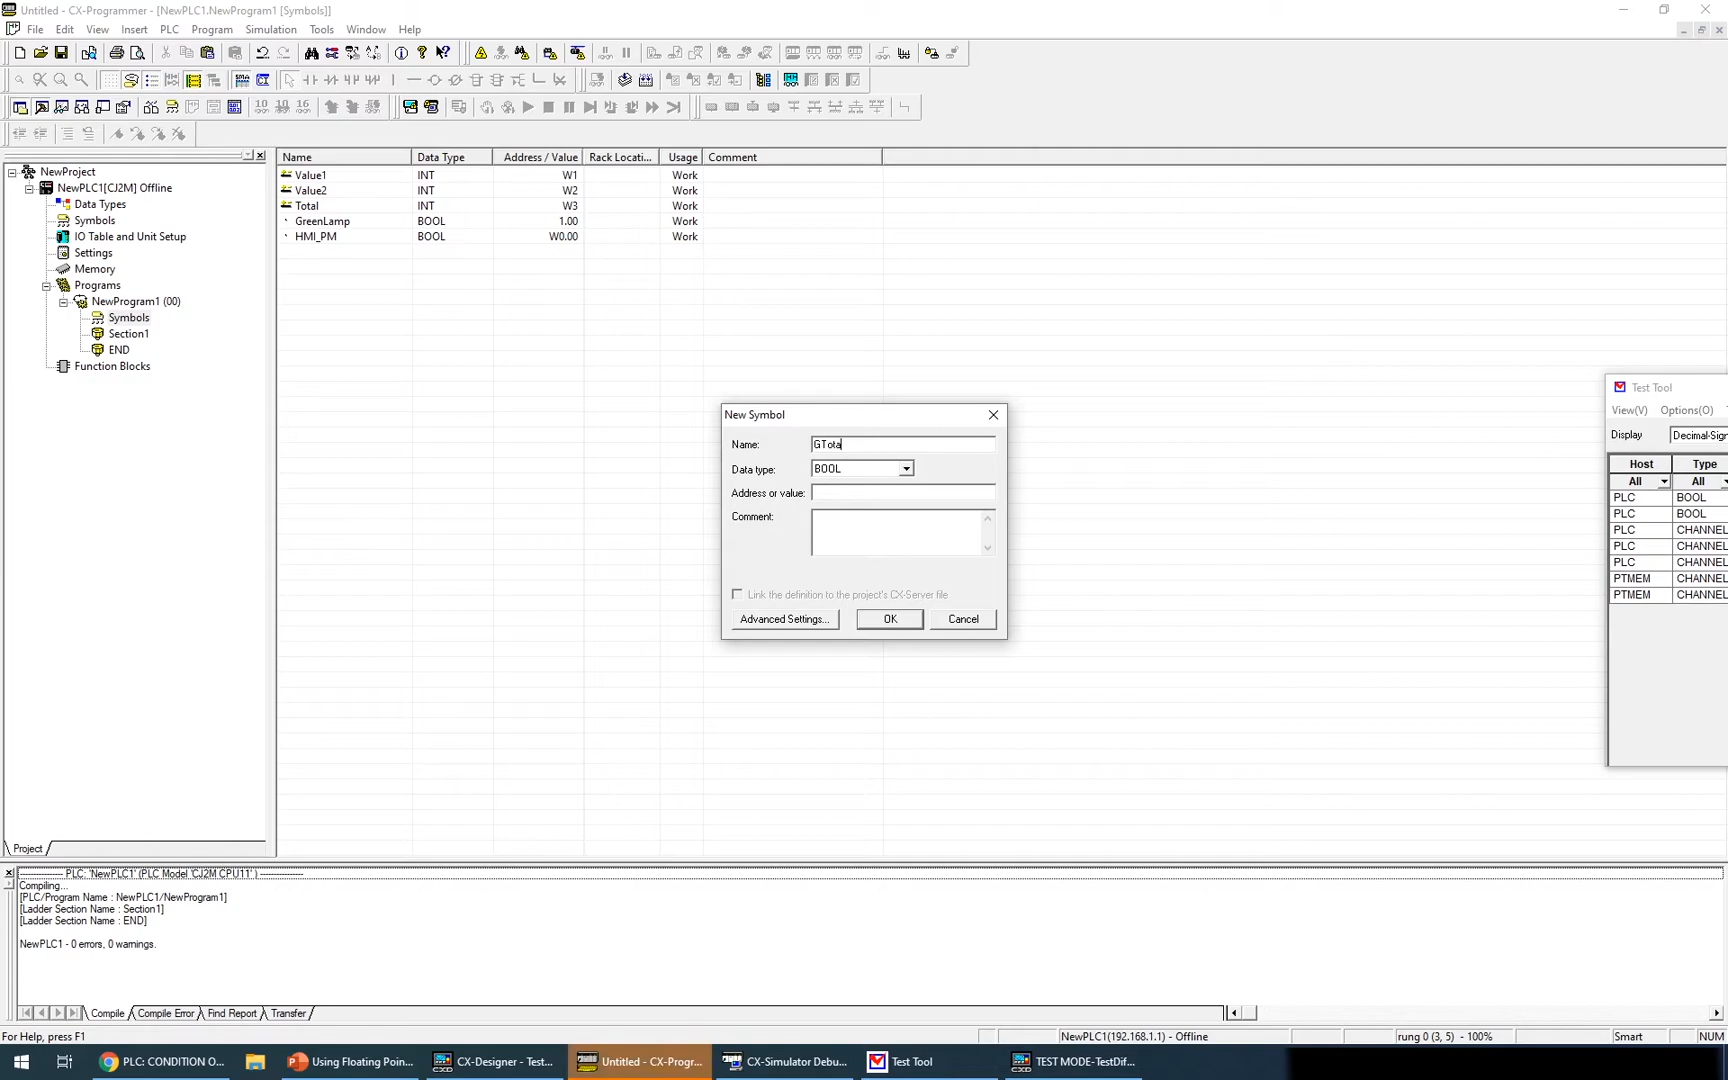 Untitled - CX-Programmer - [NewPLC1.NewProgram1 [Symbols]]
File Edit View Insert PLC Program Simulation Tools Window Help
NewProject
NewPLC1[CJ2M] Offline
Data Types
Symbols
IO Table and Unit Setup
Settings
Memory
Programs
NewProgram1 (00)
Symbols
Section1
END
Function Blocks
Project
Name Data Type Address / Value Rack Locati... Usage Comment
Value1 INT W1 Work
Value2 INT W2 Work
Total INT W3 Work
GreenLamp BOOL 1.00 Work
HMI_PM BOOL W0.00 Work
New Symbol
Name: GTota
Data type: BOOL
Address or value:
Comment:
Link the definition to the project's CX-Server file
Advanced Settings... OK Cancel
Test Tool
View(V) Options(O)
Display Decimal-Sign
Host Type
All All
PLC BOOL
PLC BOOL
PLC CHANNEL
PLC CHANNEL
PLC CHANNEL
PTMEM CHANNEL
PTMEM CHANNEL
PLC: 'NewPLC1' (PLC Model 'CJ2M CPU11')
Compiling...
[PLC/Program Name : NewPLC1/NewProgram1]
[Ladder Section Name : Section1]
[Ladder Section Name : END]
NewPLC1 - 0 errors, 0 warnings.
Compile Compile Error Find Report Transfer
For Help, press F1 NewPLC1(192.168.1.1) - Offline rung 0 (3, 5) - 100% Smart NUM
PLC: CONDITION O... Using Floating Poin... CX-Designer - Test... Untitled - CX-Progr... CX-Simulator Debu... Test Tool TEST MODE-TestDif...